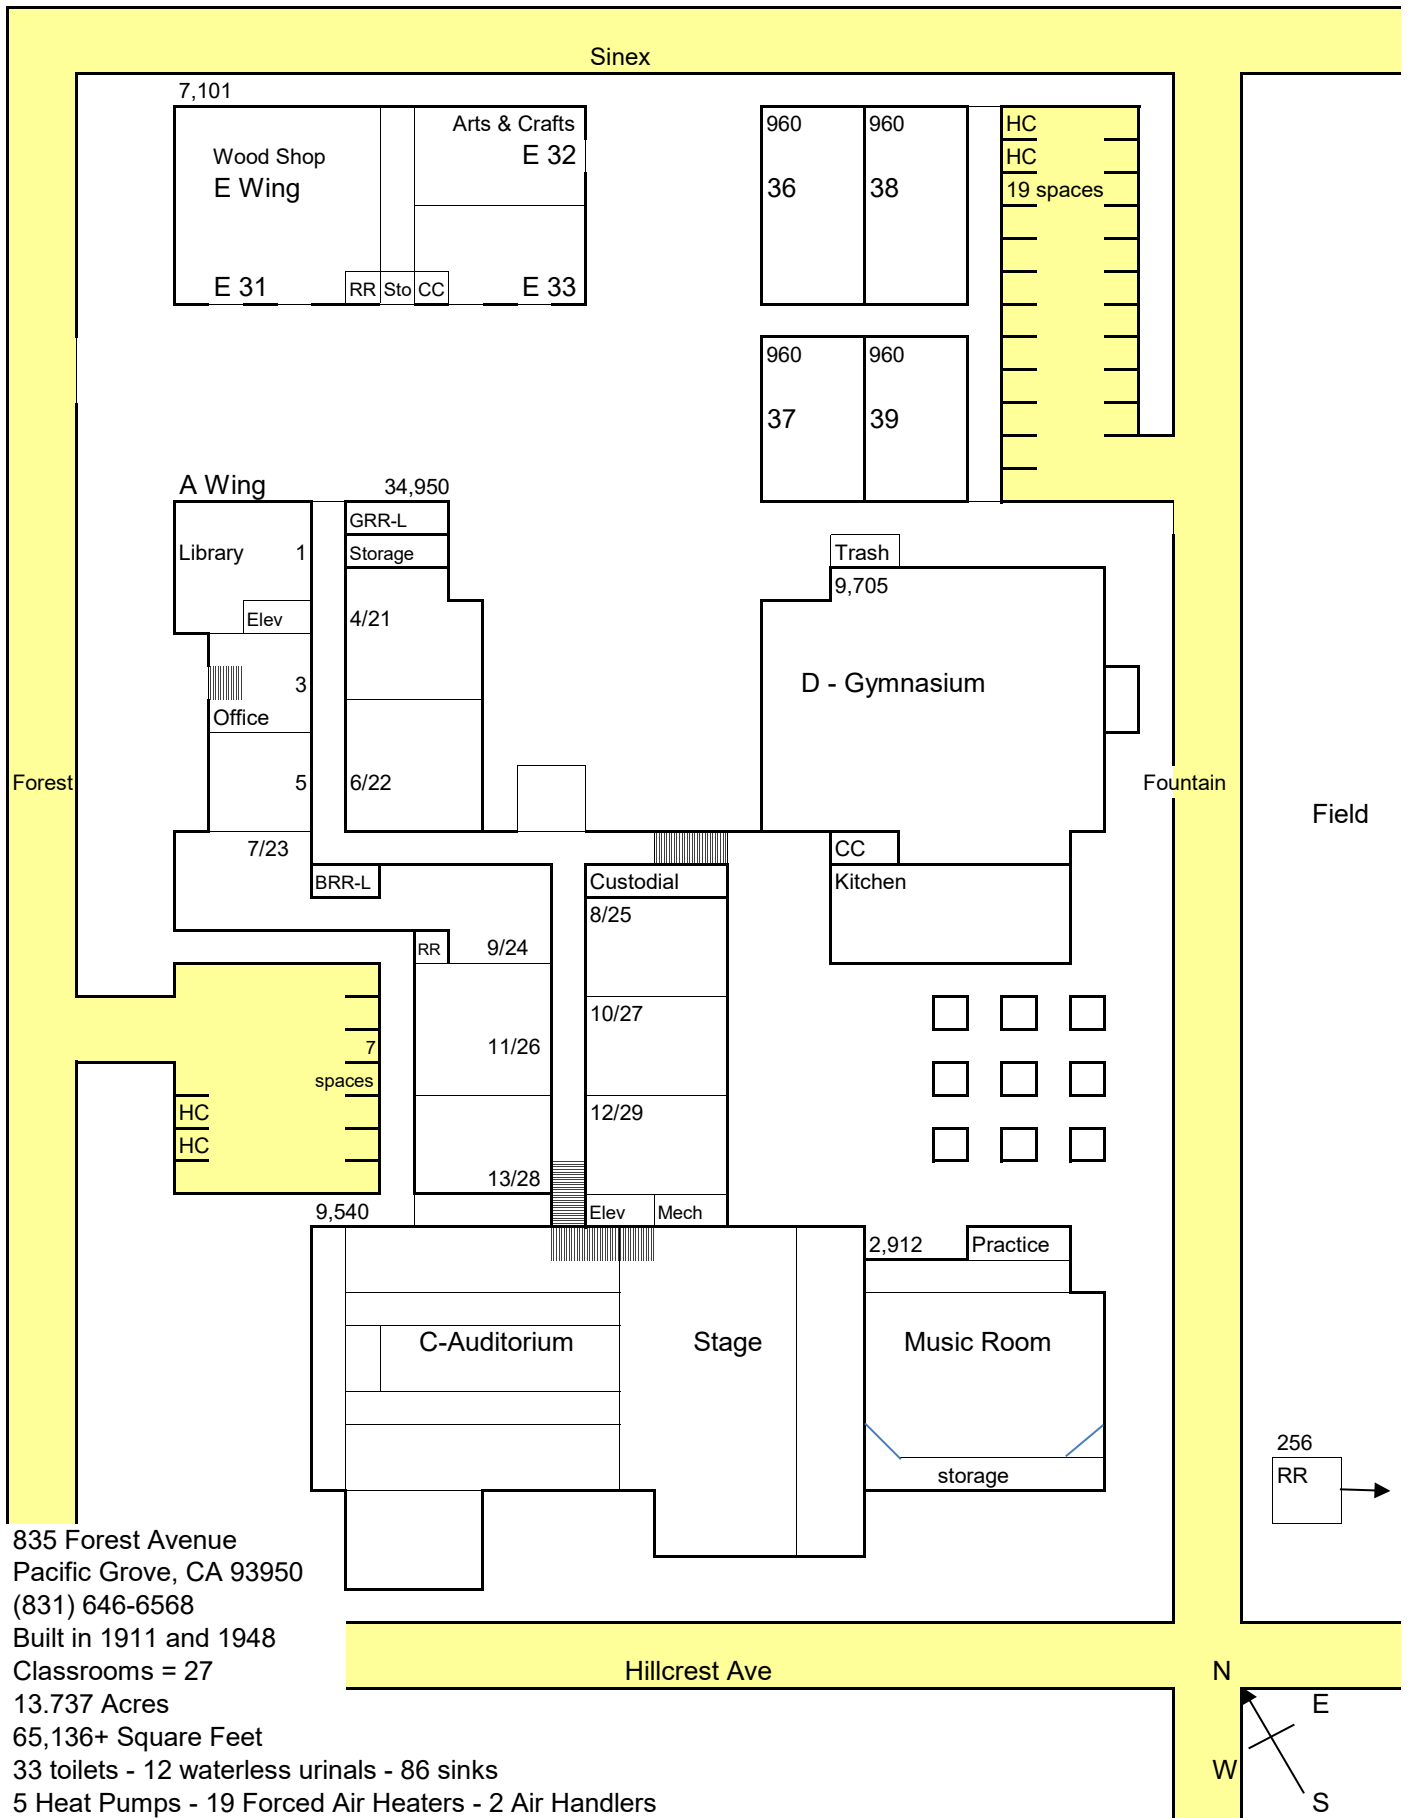 Sinex
7,101
Arts & Crafts
E 32
Wood Shop
E Wing
E 31
RR
Sto
CC
E 33
960
960
36
38
HC
HC
19 spaces
960
960
37
39
A Wing
34,950
GRR-L
Library
1
Storage
Elev
4/21
3
Office
5
6/22
7/23
Trash
9,705
D - Gymnasium
Forest
Fountain
Field
BRR-L
Custodial
CC
Kitchen
8/25
RR
9/24
10/27
7
spaces
11/26
HC
HC
12/29
13/28
9,540
Elev
Mech
2,912
Practice
C-Auditorium
Stage
Music Room
storage
256
RR
835 Forest Avenue
Pacific Grove, CA 93950
(831) 646-6568
Built in 1911 and 1948
Classrooms = 27
13.737 Acres
65,136+ Square Feet
33 toilets - 12 waterless urinals - 86 sinks
5 Heat Pumps - 19 Forced Air Heaters - 2 Air Handlers
Hillcrest Ave
N
E
W
S